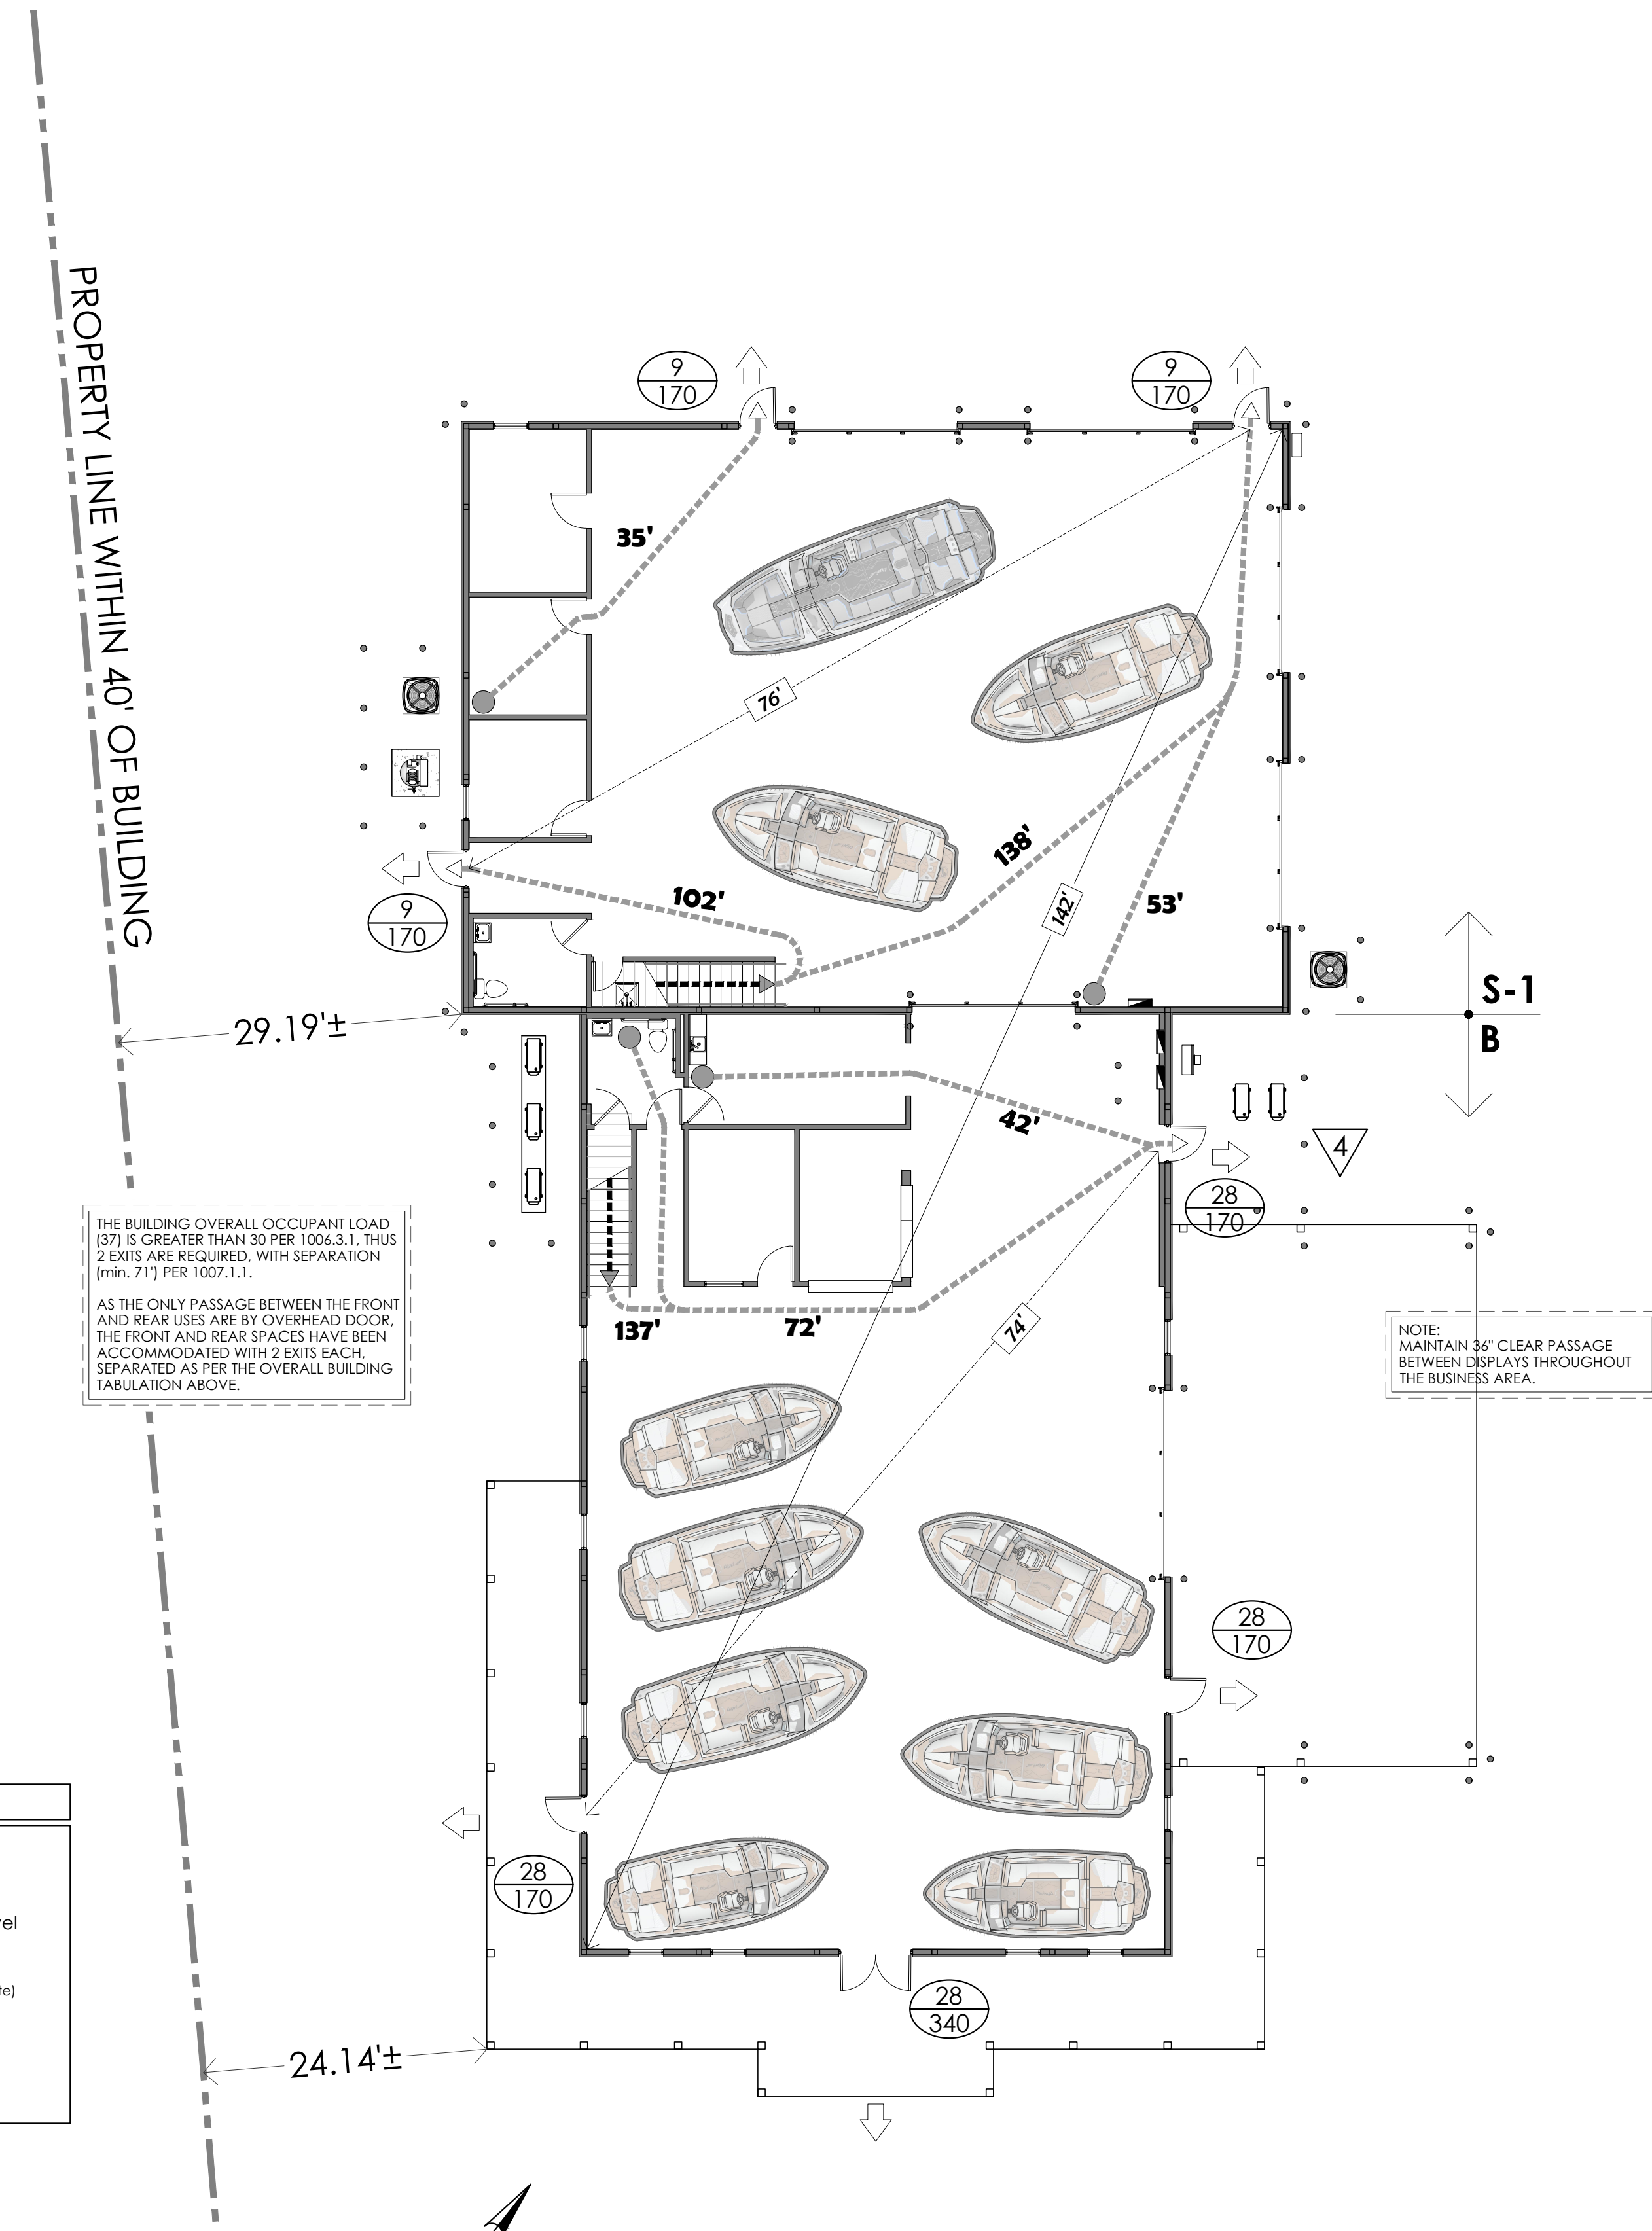 PROPERTY LINE WITHIN 40' OF BUILDING
9
170
9
170
35'
76'
102'
138'
142'
53'
9
170
29.19'±
S-1
B
42'
4
28
170
THE BUILDING OVERALL OCCUPANT LOAD
(37) IS GREATER THAN 30 PER 1006.3.1, THUS
2 EXITS ARE REQUIRED, WITH SEPARATION
(min. 71') PER 1007.1.1.
AS THE ONLY PASSAGE BETWEEN THE FRONT
AND REAR USES ARE BY OVERHEAD DOOR,
THE FRONT AND REAR SPACES HAVE BEEN
ACCOMMODATED WITH 2 EXITS EACH,
SEPARATED AS PER THE OVERALL BUILDING
TABULATION ABOVE.
137'
72'
74'
NOTE:
MAINTAIN 36" CLEAR PASSAGE
BETWEEN DISPLAYS THROUGHOUT
THE BUSINESS AREA.
28
170
28
170
28
340
24.14'±